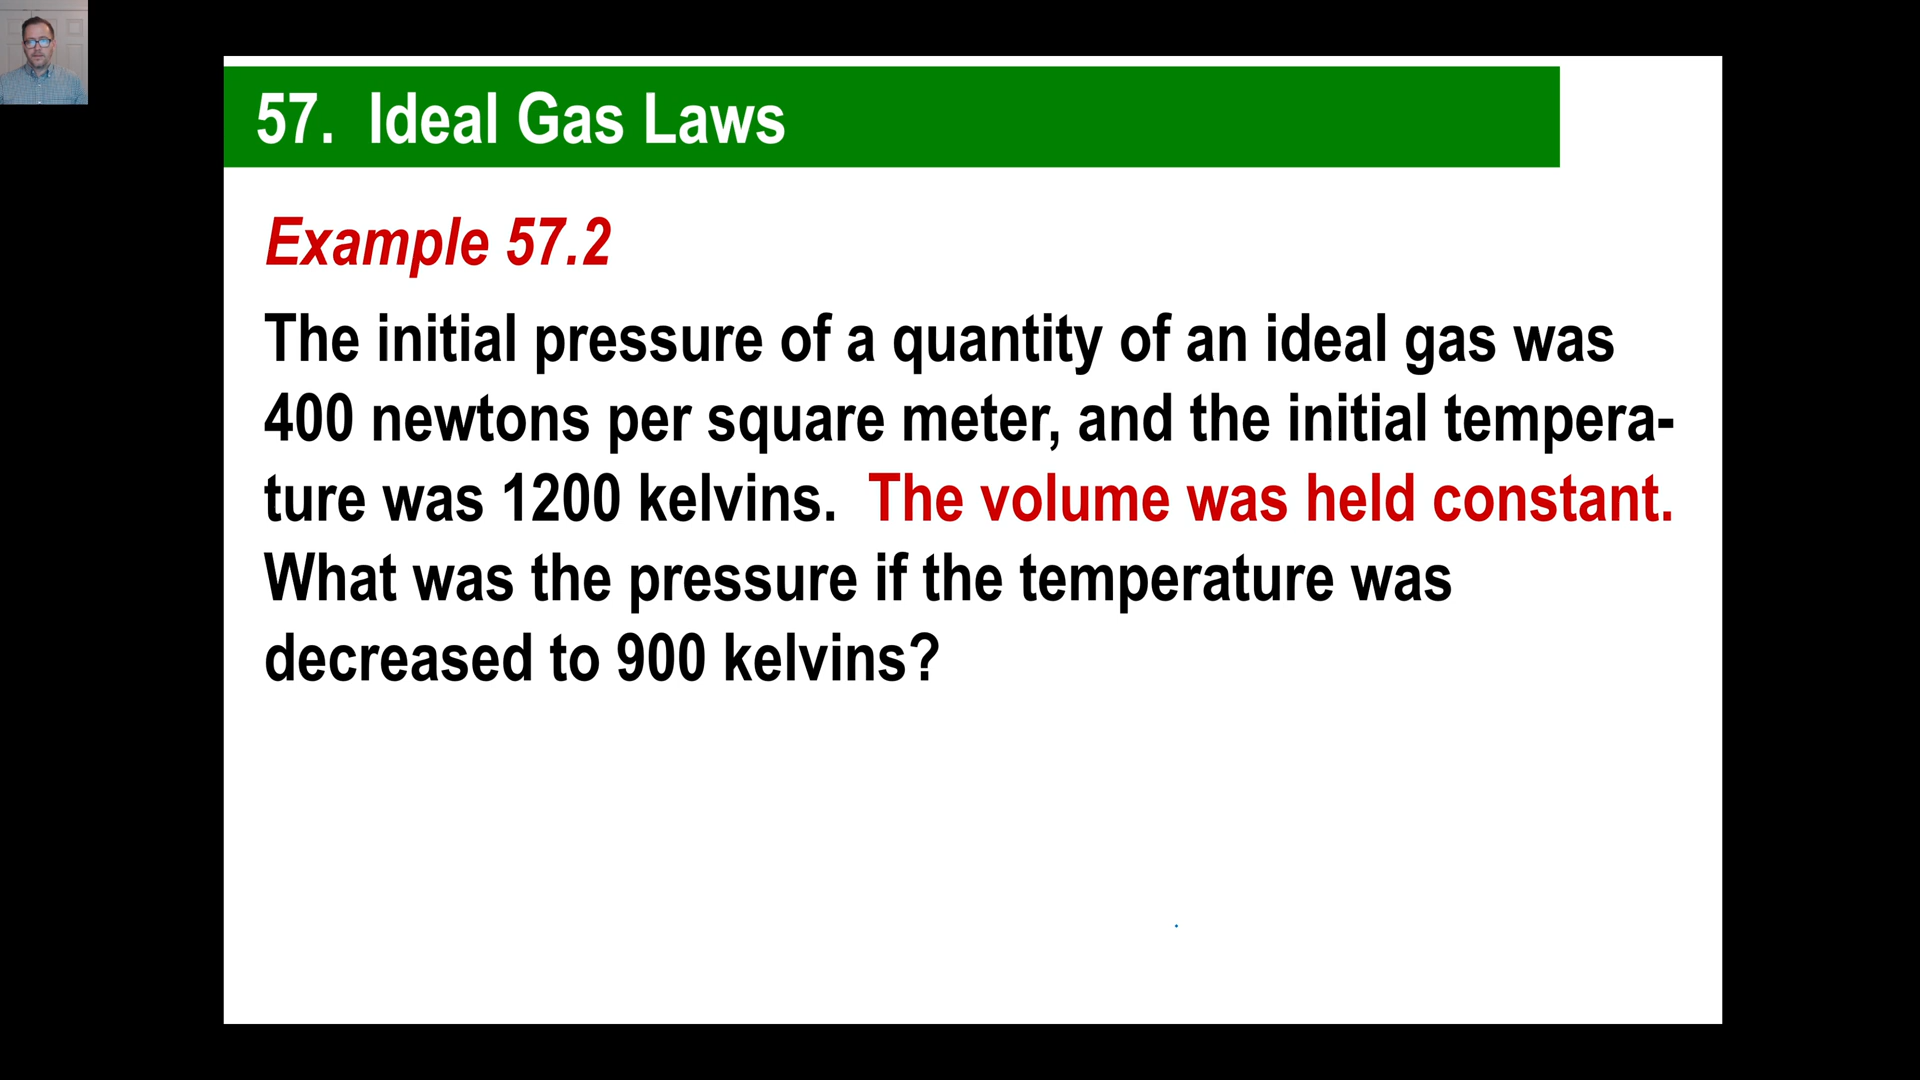 57. Ideal Gas Laws
Example 57.2
The initial pressure of a quantity of an ideal gas was
400 newtons per square meter, and the initial tempera-
ture was 1200 kelvins. The volume was held constant.
What was the pressure if the temperature was
decreased to 900 kelvins?